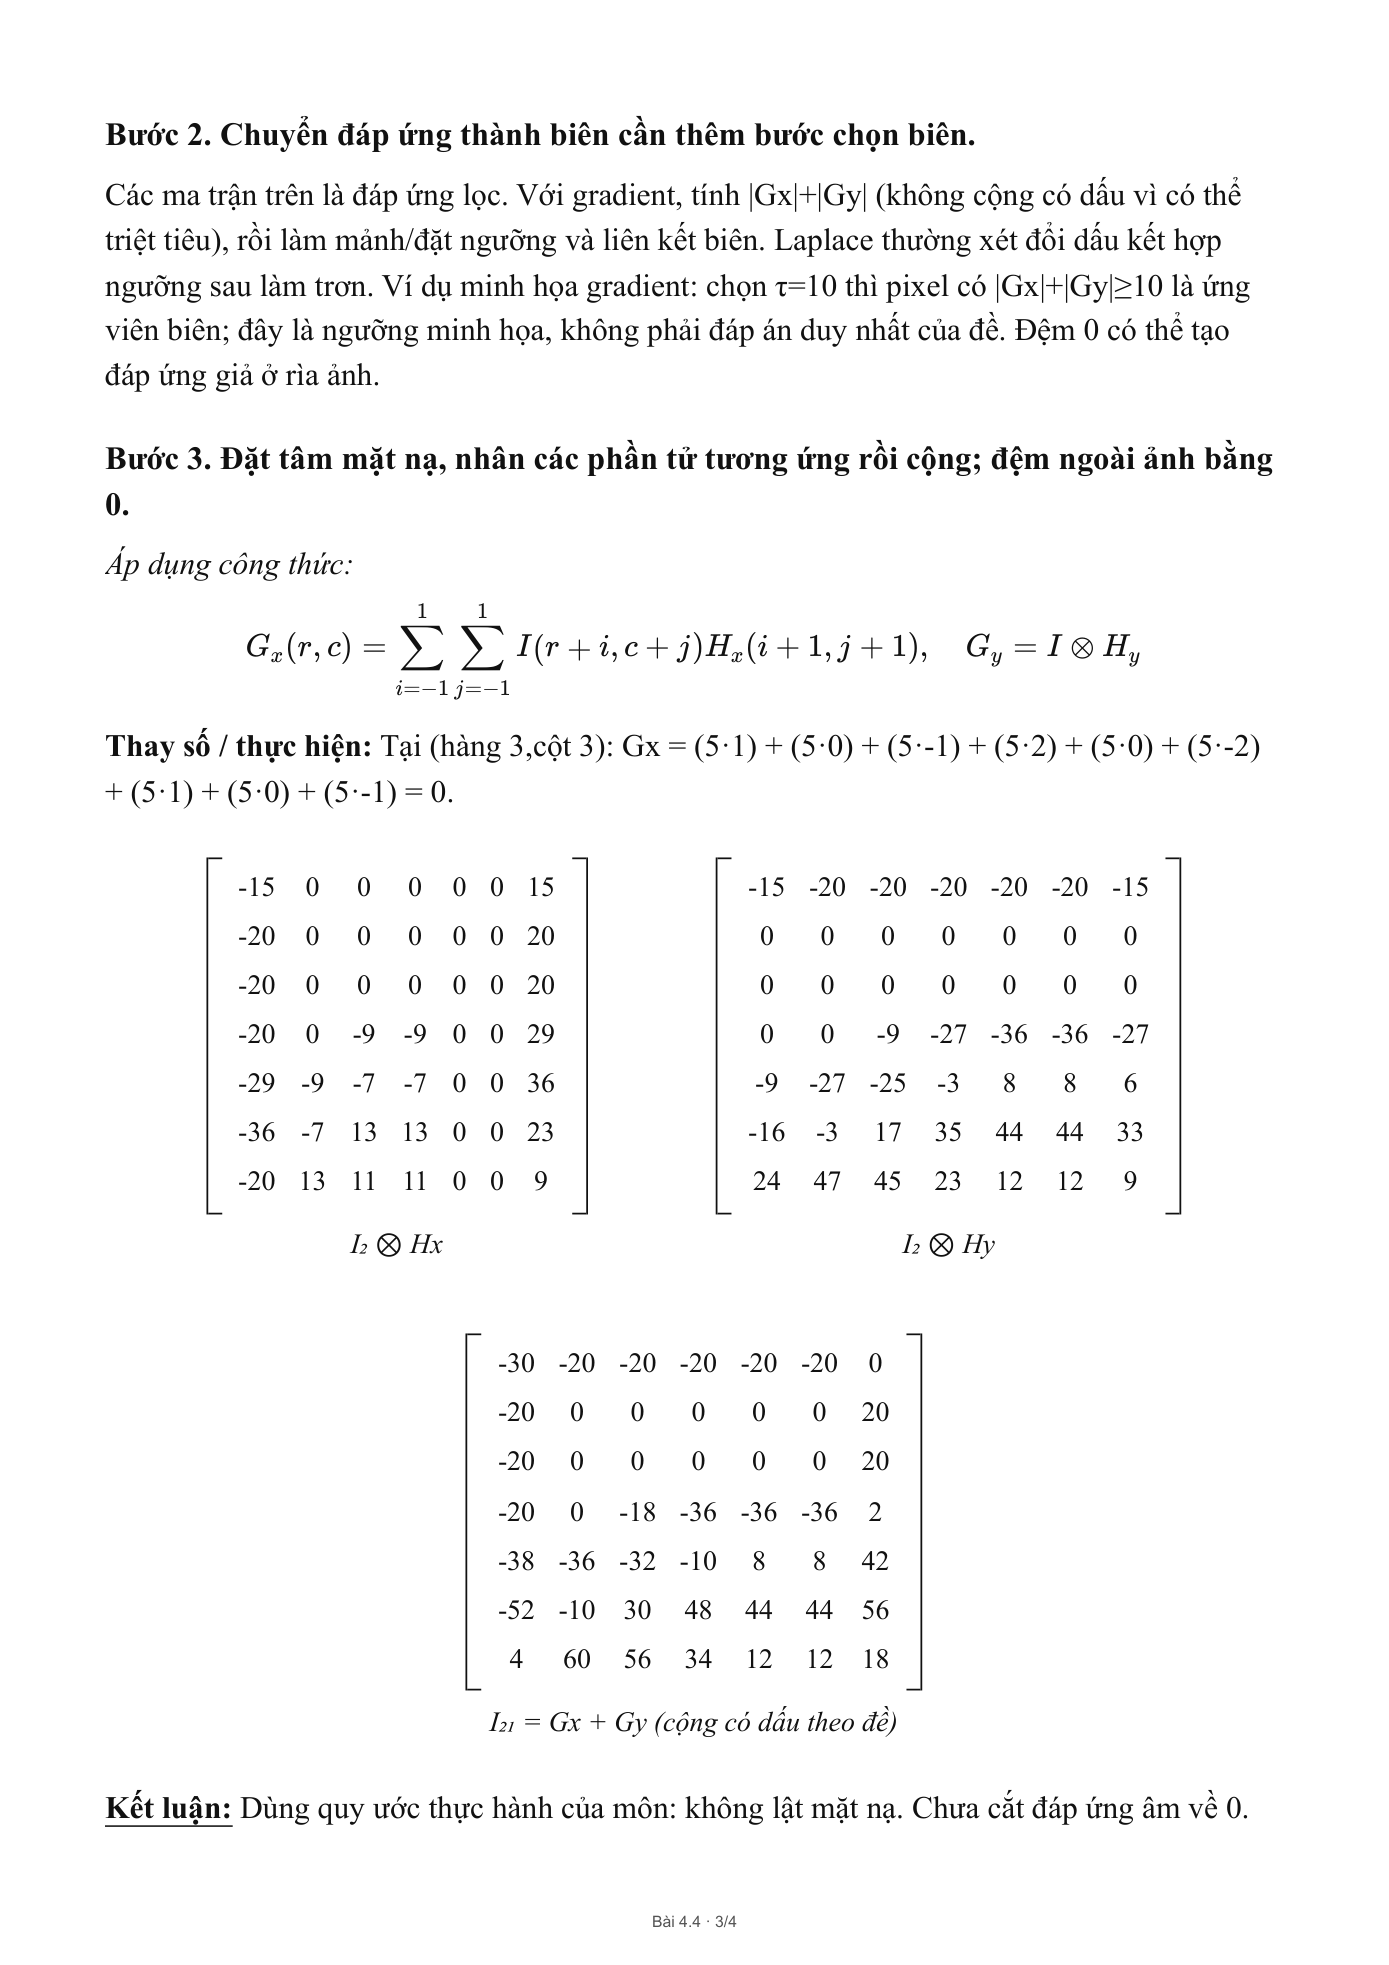 Bước 2. Chuyển đáp ứng thành biên cần thêm bước chọn biên.
Các ma trận trên là đáp ứng lọc. Với gradient, tính |Gx|+|Gy| (không cộng có dấu vì có thể
triệt tiêu), rồi làm mảnh/đặt ngưỡng và liên kết biên. Laplace thường xét đổi dấu kết hợp
ngưỡng sau làm trơn. Ví dụ minh họa gradient: chọn τ=10 thì pixel có |Gx|+|Gy|≥10 là ứng
viên biên; đây là ngưỡng minh họa, không phải đáp án duy nhất của đề. Đệm 0 có thể tạo
đáp ứng giả ở rìa ảnh.
Bước 3. Đặt tâm mặt nạ, nhân các phần tử tương ứng rồi cộng; đệm ngoài ảnh bằng
0.
Áp dụng công thức:
G_x(r, c) = ∑_{i=−1}^{1} ∑_{j=−1}^{1} I(r + i, c + j)H_x(i + 1, j + 1), G_y = I ⊗ H_y
Thay số / thực hiện: Tại (hàng 3,cột 3): Gx = (5·1) + (5·0) + (5·-1) + (5·2) + (5·0) + (5·-2)
+ (5·1) + (5·0) + (5·-1) = 0.
-15 0 0 0 0 0 15
-20 0 0 0 0 0 20
-20 0 0 0 0 0 20
-20 0 -9 -9 0 0 29
-29 -9 -7 -7 0 0 36
-36 -7 13 13 0 0 23
-20 13 11 11 0 0 9
I₂ ⊗ Hx
-15 -20 -20 -20 -20 -20 -15
0 0 0 0 0 0 0
0 0 0 0 0 0 0
0 0 -9 -27 -36 -36 -27
-9 -27 -25 -3 8 8 6
-16 -3 17 35 44 44 33
24 47 45 23 12 12 9
I₂ ⊗ Hy
-30 -20 -20 -20 -20 -20 0
-20 0 0 0 0 0 20
-20 0 0 0 0 0 20
-20 0 -18 -36 -36 -36 2
-38 -36 -32 -10 8 8 42
-52 -10 30 48 44 44 56
4 60 56 34 12 12 18
I₂₁ = Gx + Gy (cộng có dấu theo đề)
Kết luận: Dùng quy ước thực hành của môn: không lật mặt nạ. Chưa cắt đáp ứng âm về 0.
Bài 4.4 · 3/4